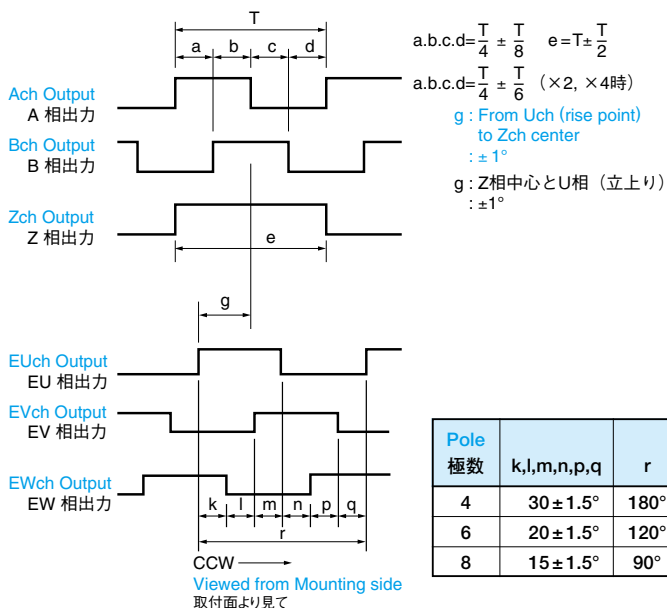 T
a b c d
Ach Output
A 相出力
Bch Output
B 相出力
Zch Output
Z 相出力
e
g
a.b.c.d=T/4 ± T/8 e=T±T/2
a.b.c.d=T/4 ± T/6 (×2, ×4時)
g : From Uch (rise point)
to Zch center
: ± 1°
g : Z相中心とU相（立上り）
: ±1°
EUch Output
EU 相出力
EVch Output
EV 相出力
EWch Output
EW 相出力
k l m n p q
r
CCW
Viewed from Mounting side
取付面より見て
Pole
極数 k,l,m,n,p,q r
4 30±1.5° 180°
6 20±1.5° 120°
8 15±1.5° 90°